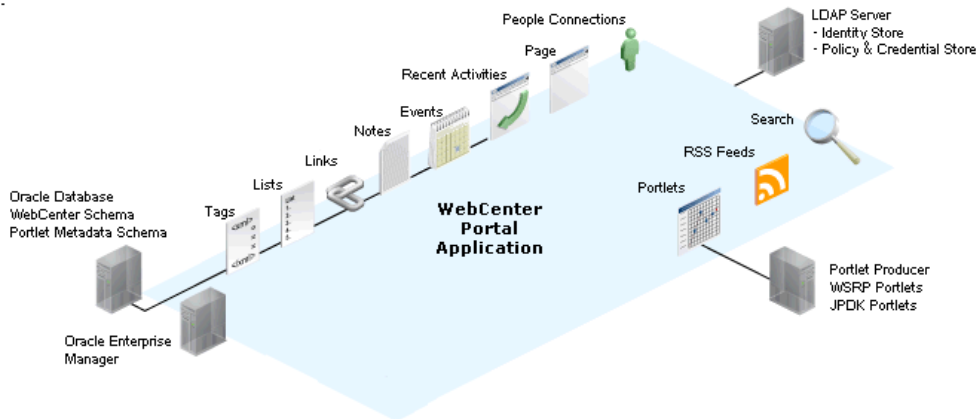 People Connections
Page
Recent Activities
Events
Notes
Links
Lists
Tags
LDAP Server
- Identity Store
- Policy & Credential Store
Search
RSS Feeds
Portlets
Oracle Database
WebCenter Schema
Portlet Metadata Schema
WebCenter
Portal
Application
Portlet Producer
WSRP Portlets
JPDK Portlets
Oracle Enterprise
Manager